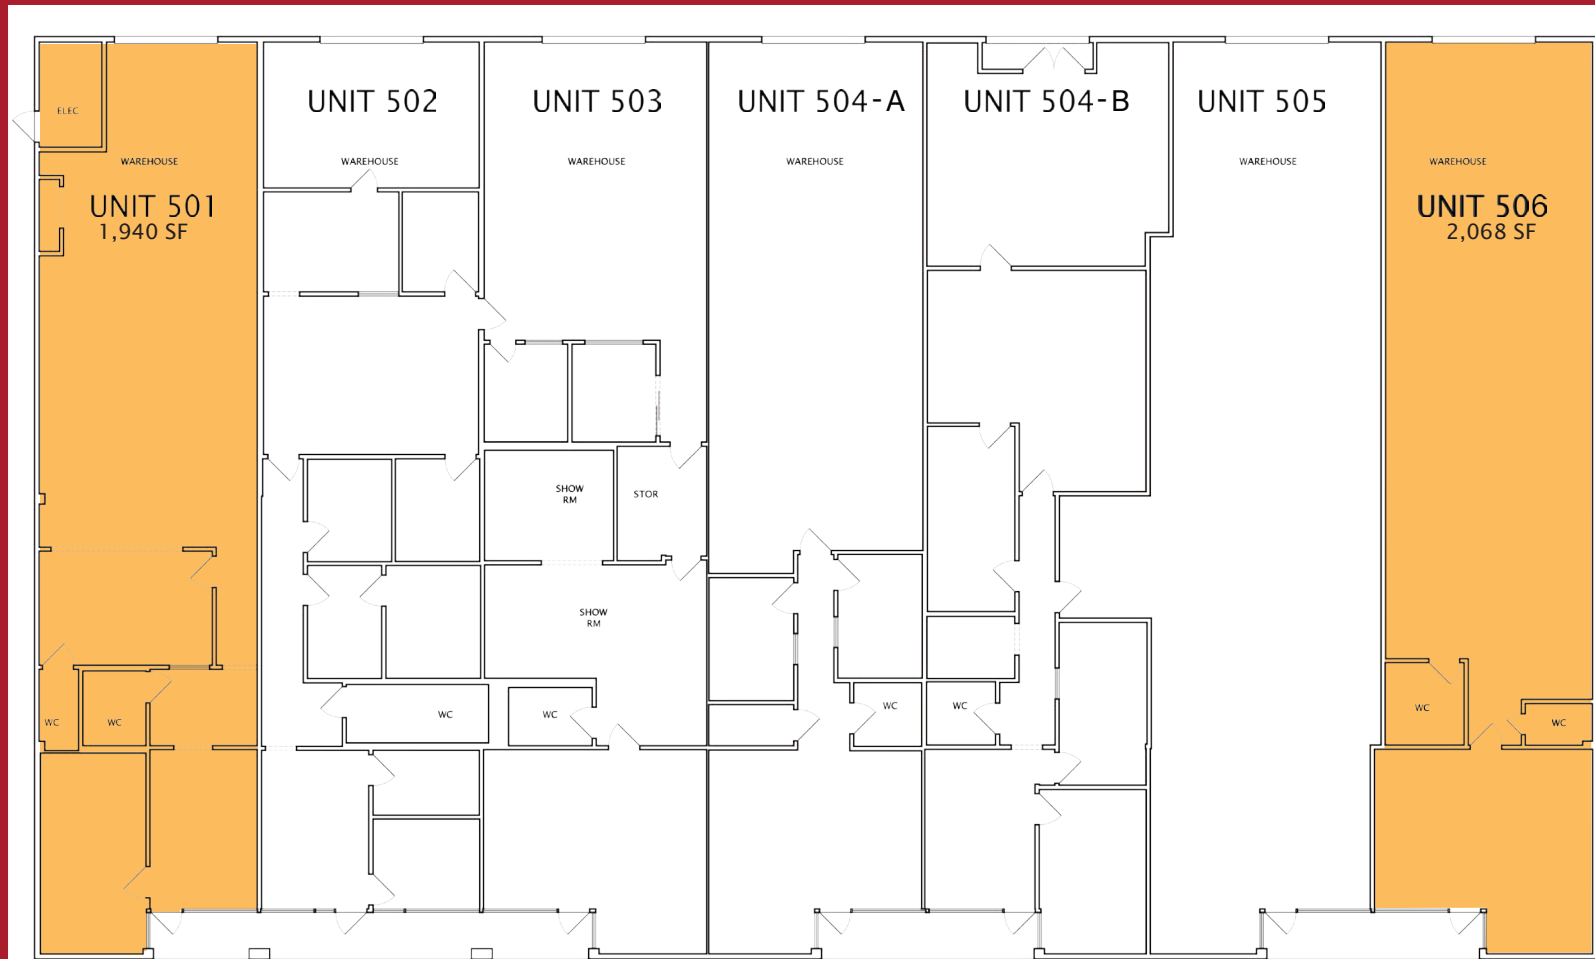 UNIT 502
UNIT 503
UNIT 504-A
UNIT 504-B
UNIT 505
ELEC
WAREHOUSE
WAREHOUSE
WAREHOUSE
WAREHOUSE
WAREHOUSE
WAREHOUSE
UNIT 501
1,940 SF
UNIT 506
2,068 SF
SHOW
RM
STOR
SHOW
RM
WC
WC
WC
WC
WC
WC
WC
WC